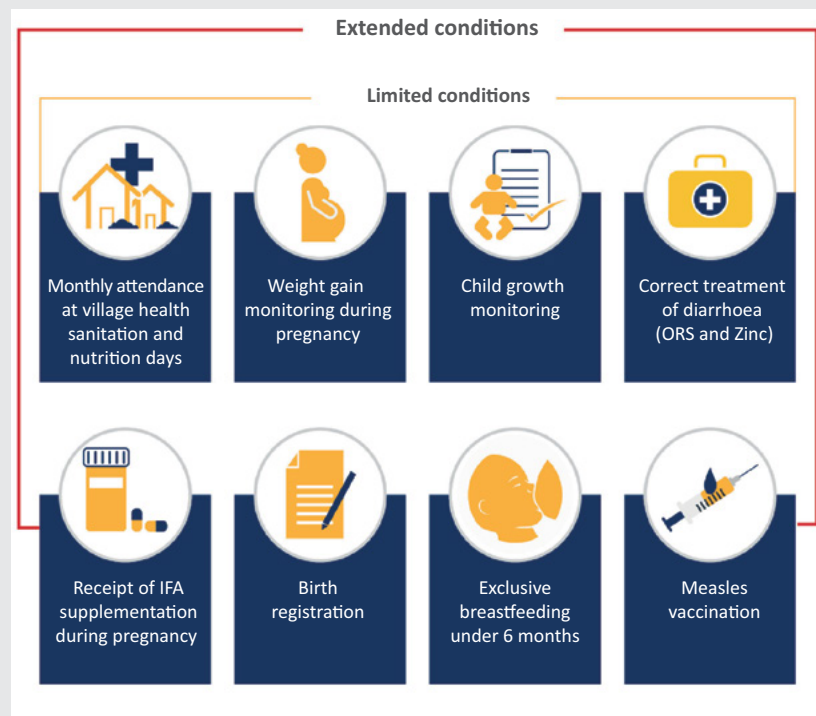 Extended conditions
Limited conditions
Monthly attendance
at village health
sanitation and
nutrition days
Weight gain
monitoring during
pregnancy
Child growth
monitoring
Correct treatment
of diarrhoea
(ORS and Zinc)
Receipt of IFA
supplementation
during pregnancy
Birth
registration
Exclusive
breastfeeding
under 6 months
Measles
vaccination